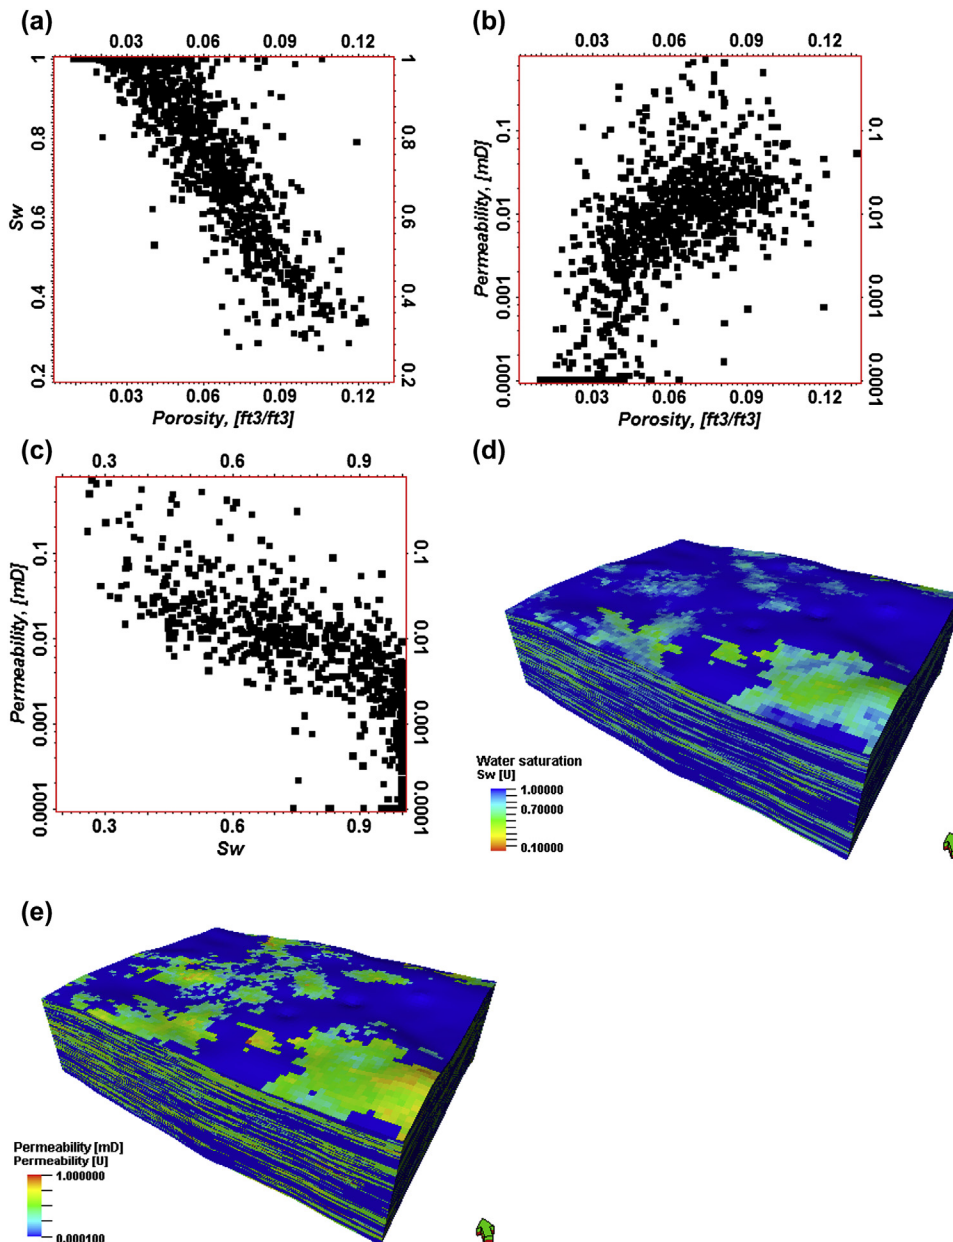 (a)
0.03 0.06 0.09 0.12
1 1
0.8 0.8
Sw
0.6 0.6
0.4 0.4
0.2 0.2
0.03 0.06 0.09 0.12
Porosity, [ft3/ft3]
(b)
0.03 0.06 0.09 0.12
0.1 0.1
Permeability, [mD]
0.01 0.01
0.001 0.001
0.0001 0.0001
0.03 0.06 0.09 0.12
Porosity, [ft3/ft3]
(c)
0.3 0.6 0.9
0.1 0.1
Permeability, [mD]
0.01 0.01
0.001 0.001
0.0001 0.0001
0.3 0.6 0.9
Sw
(d)
Water saturation
Sw [U]
1.00000
0.70000
0.10000
(e)
Permeability [mD]
Permeability [U]
1.000000
0.000100